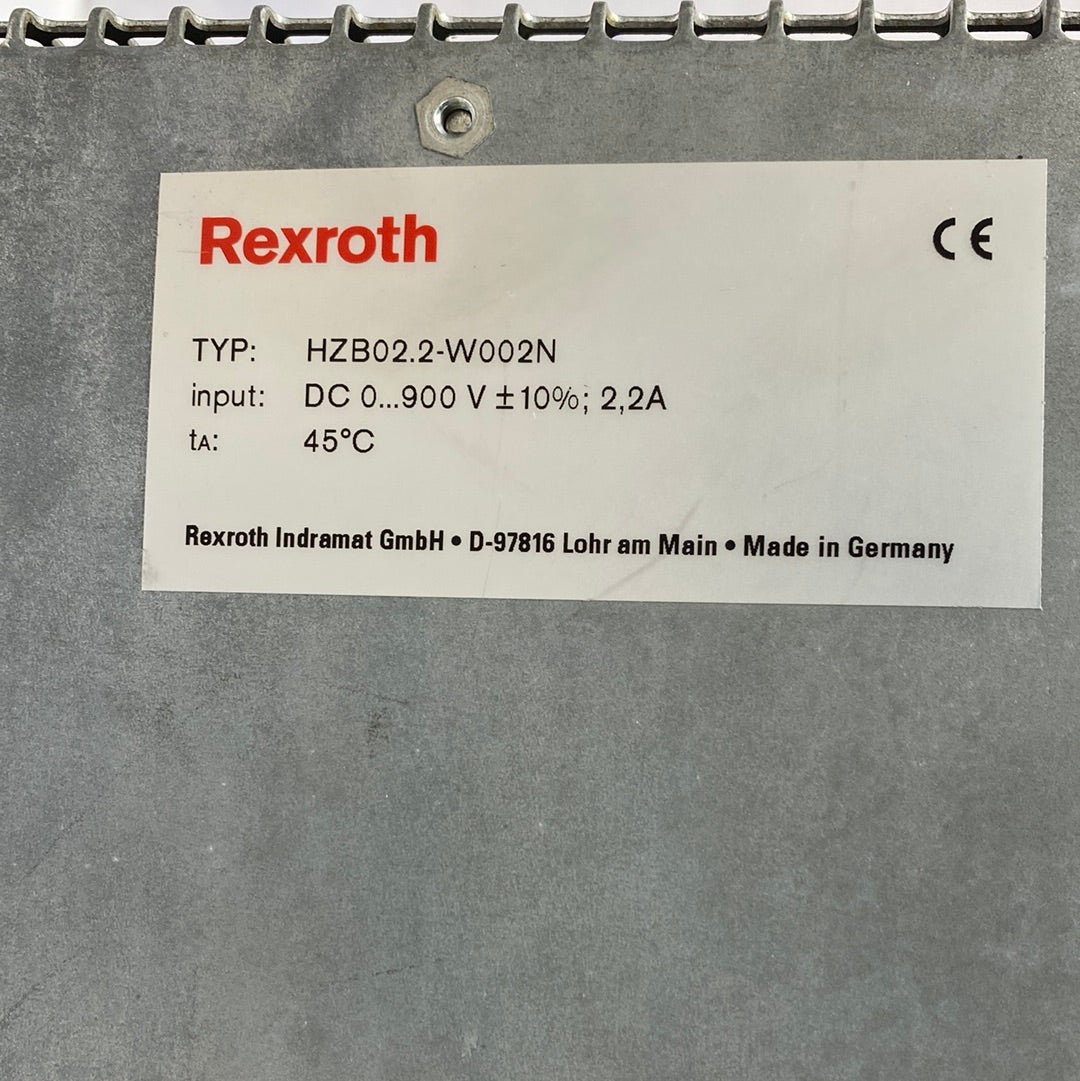 Rexroth
CE
TYP: HZB02.2-W002N
input: DC 0...900 V ±10%; 2,2A
tA: 45°C
Rexroth Indramat GmbH • D-97816 Lohr am Main • Made in Germany